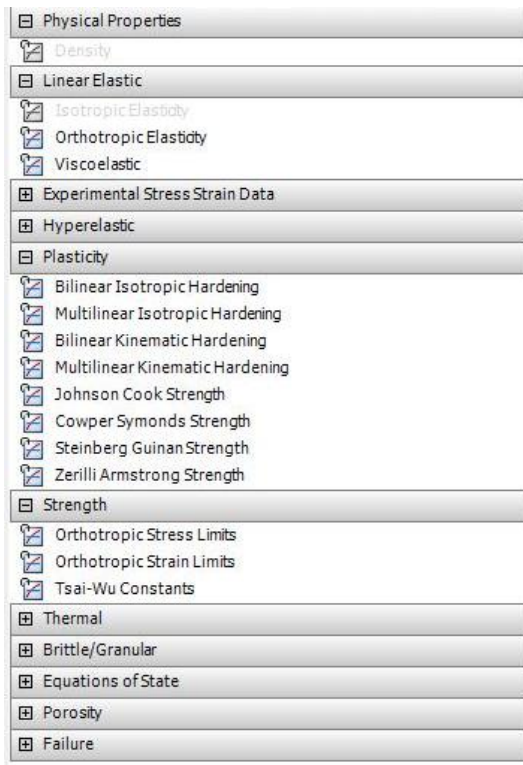 Physical Properties
Density
Linear Elastic
Isotropic Elasticity
Orthotropic Elasticity
Viscoelastic
Experimental Stress Strain Data
Hyperelastic
Plasticity
Bilinear Isotropic Hardening
Multilinear Isotropic Hardening
Bilinear Kinematic Hardening
Multilinear Kinematic Hardening
Johnson Cook Strength
Cowper Symonds Strength
Steinberg Guinan Strength
Zerilli Armstrong Strength
Strength
Orthotropic Stress Limits
Orthotropic Strain Limits
Tsai-Wu Constants
Thermal
Brittle/Granular
Equations of State
Porosity
Failure